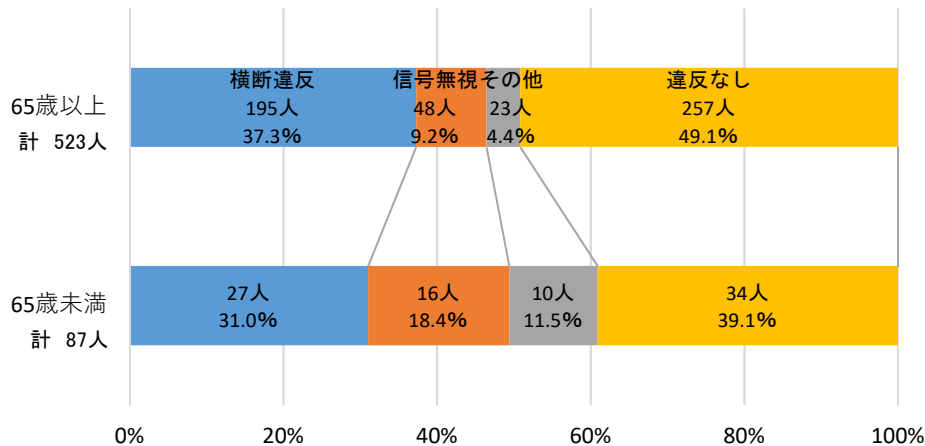 横断違反 信号無視 その他 違反なし
65歳以上 195人 48人 23人 257人
計 523人 37.3% 9.2% 4.4% 49.1%
65歳未満 27人 16人 10人 34人
計 87人 31.0% 18.4% 11.5% 39.1%
0% 20% 40% 60% 80% 100%